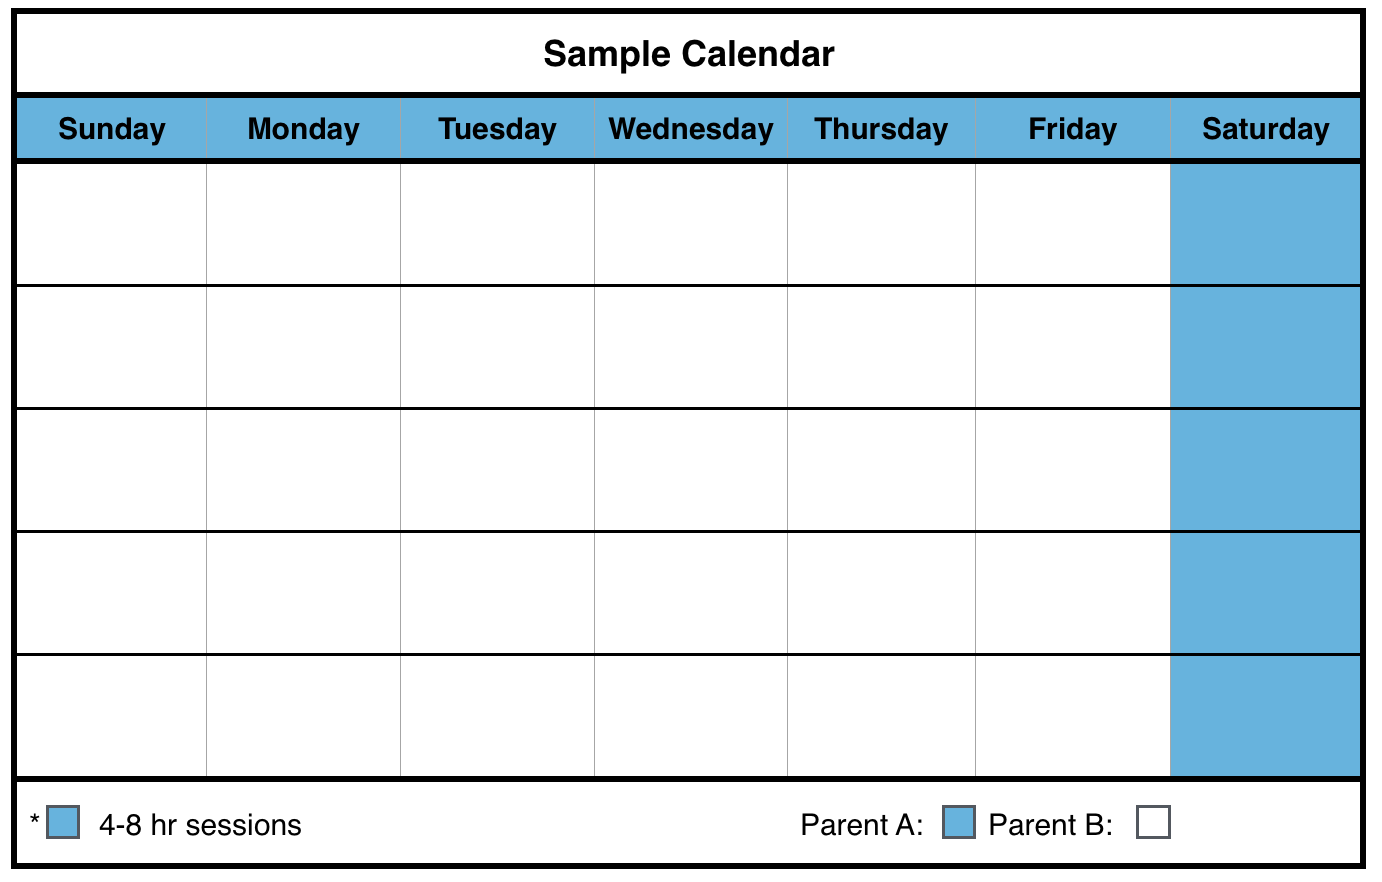 Sample Calendar
Sunday Monday Tuesday Wednesday Thursday Friday Saturday
* 4-8 hr sessions Parent A: Parent B: